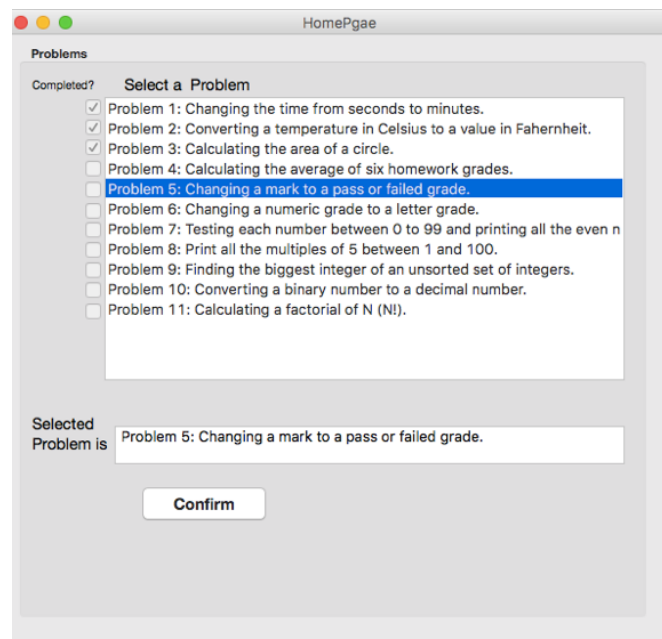 HomePgae
Problems
Completed? Select a Problem
Problem 1: Changing the time from seconds to minutes.
Problem 2: Converting a temperature in Celsius to a value in Fahernheit.
Problem 3: Calculating the area of a circle.
Problem 4: Calculating the average of six homework grades.
Problem 5: Changing a mark to a pass or failed grade.
Problem 6: Changing a numeric grade to a letter grade.
Problem 7: Testing each number between 0 to 99 and printing all the even n
Problem 8: Print all the multiples of 5 between 1 and 100.
Problem 9: Finding the biggest integer of an unsorted set of integers.
Problem 10: Converting a binary number to a decimal number.
Problem 11: Calculating a factorial of N (N!).
Selected
Problem is
Problem 5: Changing a mark to a pass or failed grade.
Confirm